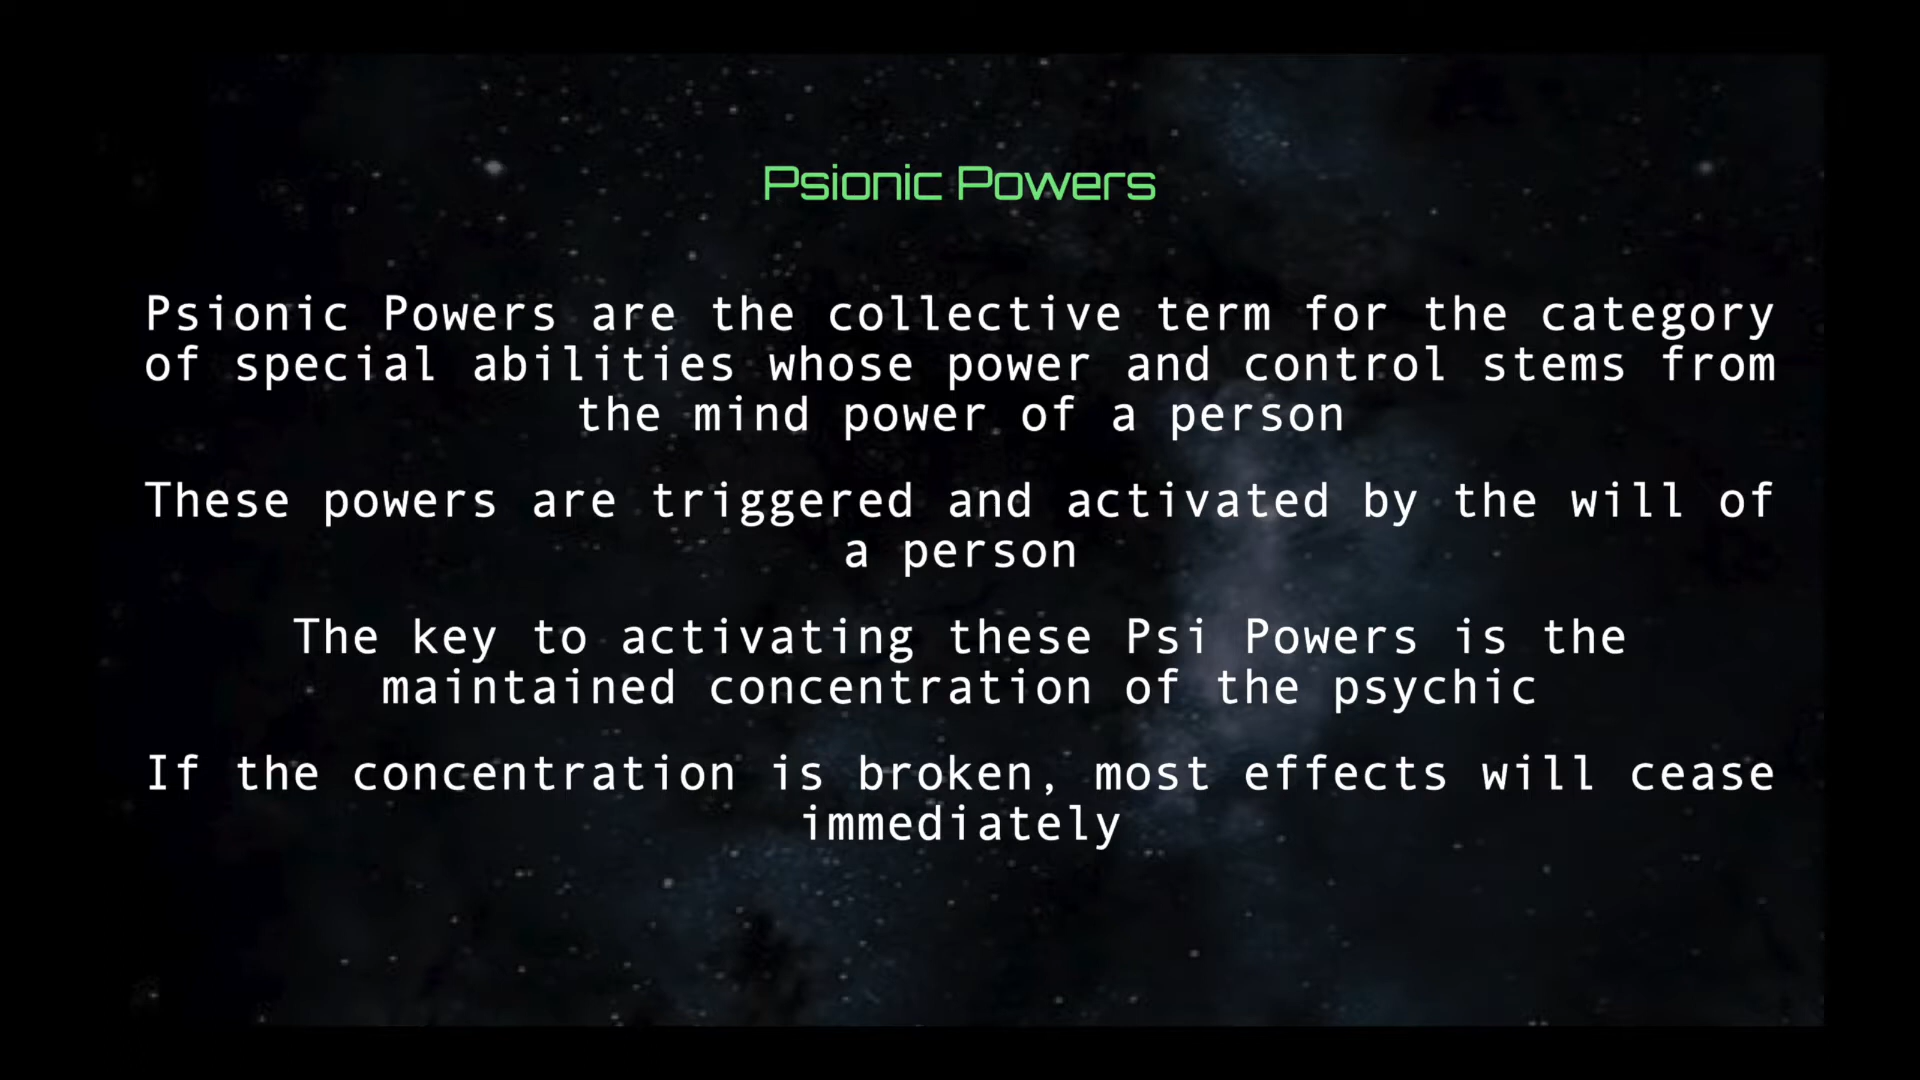 Psionic Powers
Psionic Powers are the collective term for the category
of special abilities whose power and control stems from
the mind power of a person
These powers are triggered and activated by the will of
a person
The key to activating these Psi Powers is the
maintained concentration of the psychic
If the concentration is broken, most effects will cease
immediately